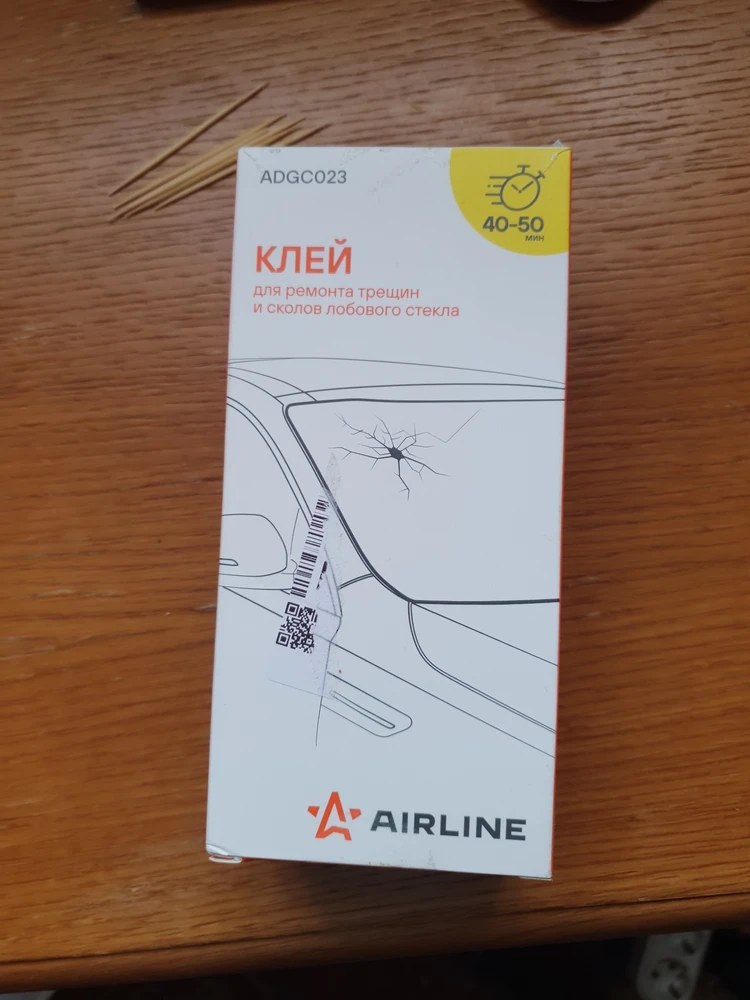 ADGC023
40-50
мин
КЛЕЙ
для ремонта трещин
и сколов лобового стекла
AIRLINE